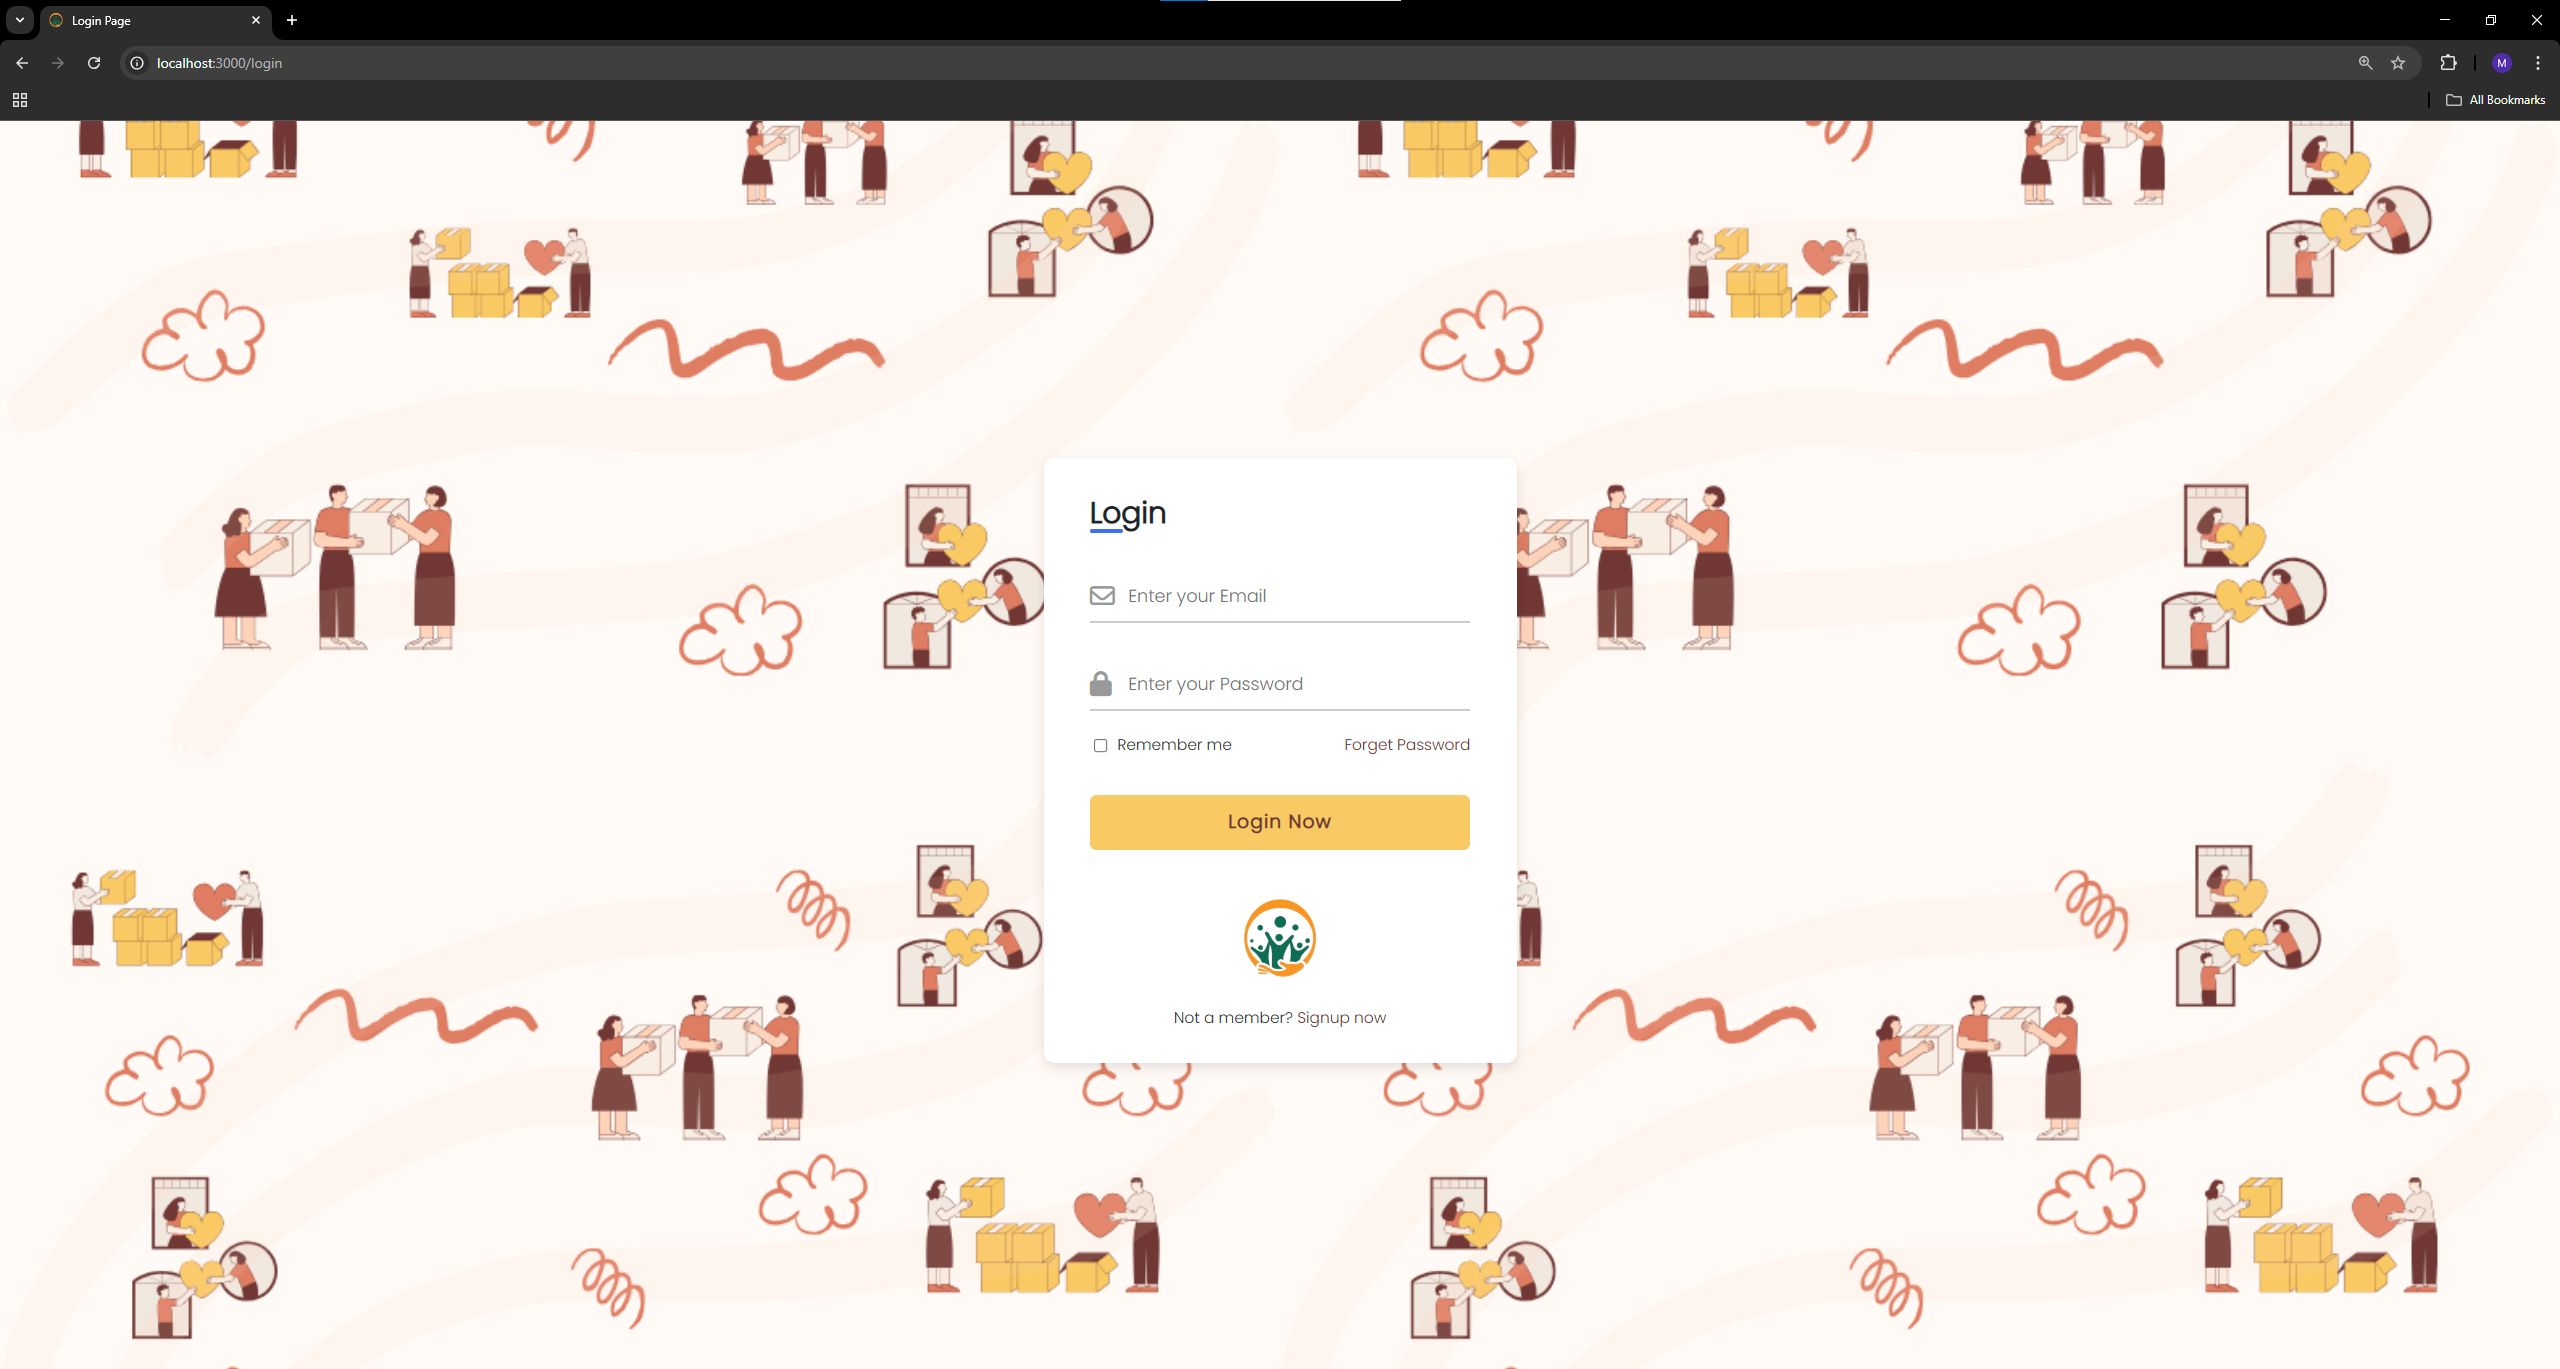 Login Page
localhost:3000/login
M
All Bookmarks
Login
Enter your Email
Enter your Password
Remember me Forget Password
Login Now
Not a member? Signup now